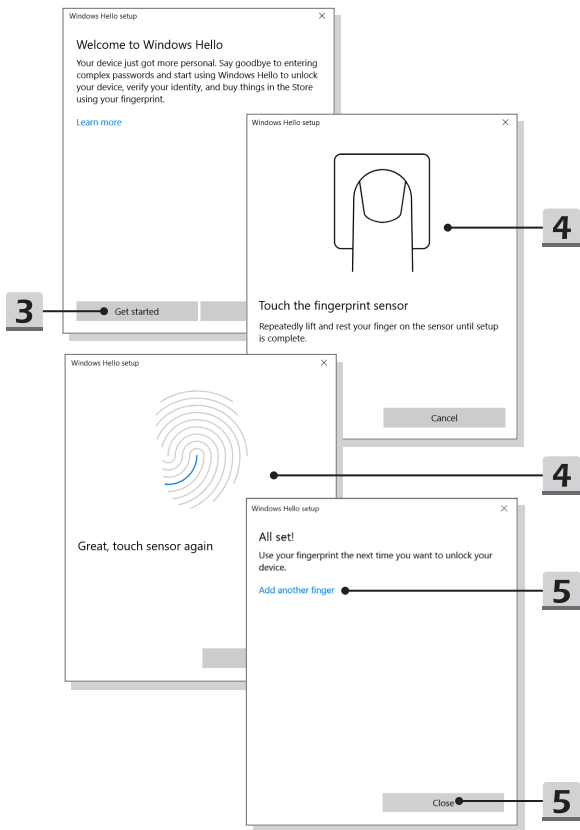 Windows Hello setup
Welcome to Windows Hello
Your device just got more personal. Say goodbye to entering
complex passwords and start using Windows Hello to unlock
your device, verify your identity, and buy things in the Store
using your fingerprint.
Learn more
3
Get started
Windows Hello setup
4
Touch the fingerprint sensor
Repeatedly lift and rest your finger on the sensor until setup
is complete.
Cancel
Windows Hello setup
4
Great, touch sensor again
Windows Hello setup
All set!
Use your fingerprint the next time you want to unlock your
device.
Add another finger
5
Close
5